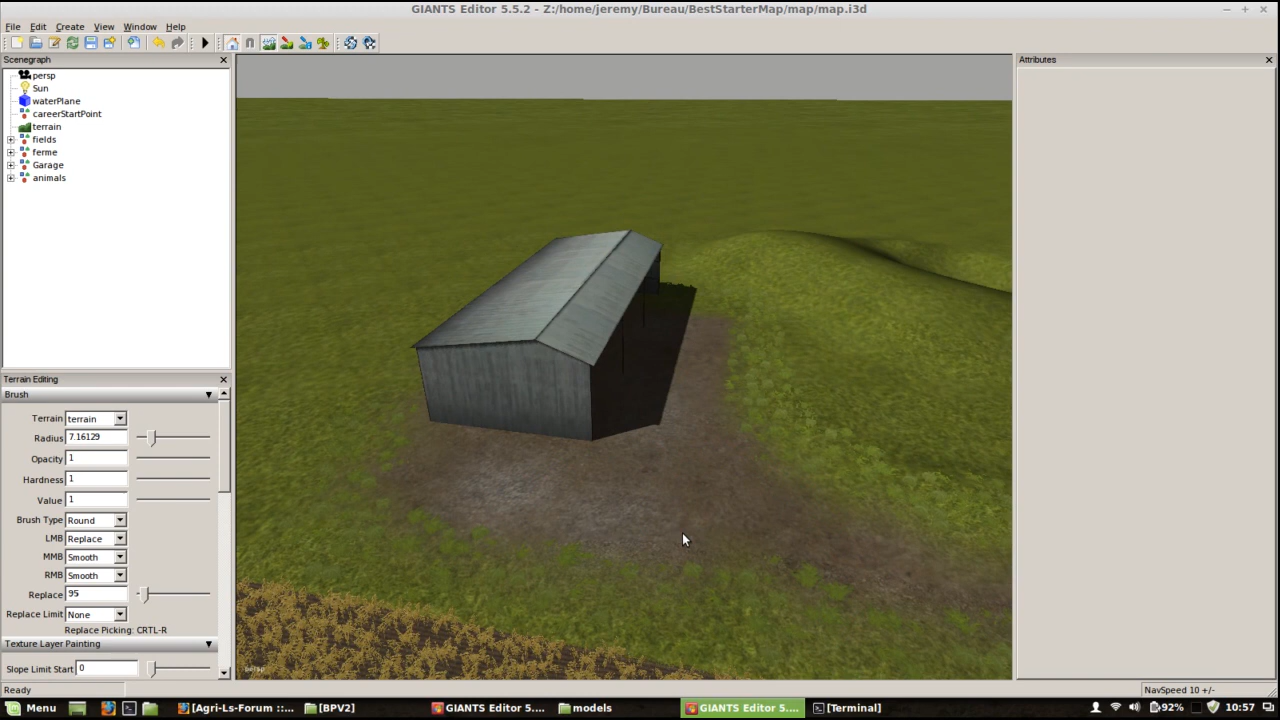 GIANTS Editor 5.5.2 - Z:/home/jeremy/Bureau/BestStarterMap/map/map.i3d
File Edit Create View Window Help
Scenegraph
persp
Sun
waterPlane
careerStartPoint
terrain
fields
ferme
Garage
animals
Terrain Editing
Brush
Terrain terrain
Radius 7.16129
Opacity 1
Hardness 1
Value 1
Brush Type Round
LMB Replace
MMB Smooth
RMB Smooth
Replace 95
Replace Limit None
Replace Picking: CRTL-R
Texture Layer Painting
Slope Limit Start 0
persp
Attributes
Ready
NavSpeed 10 +/-
Menu [Agri-Ls-Forum ::... [BPV2] GIANTS Editor 5.... models GIANTS Editor 5.... [Terminal] 92% 10:57